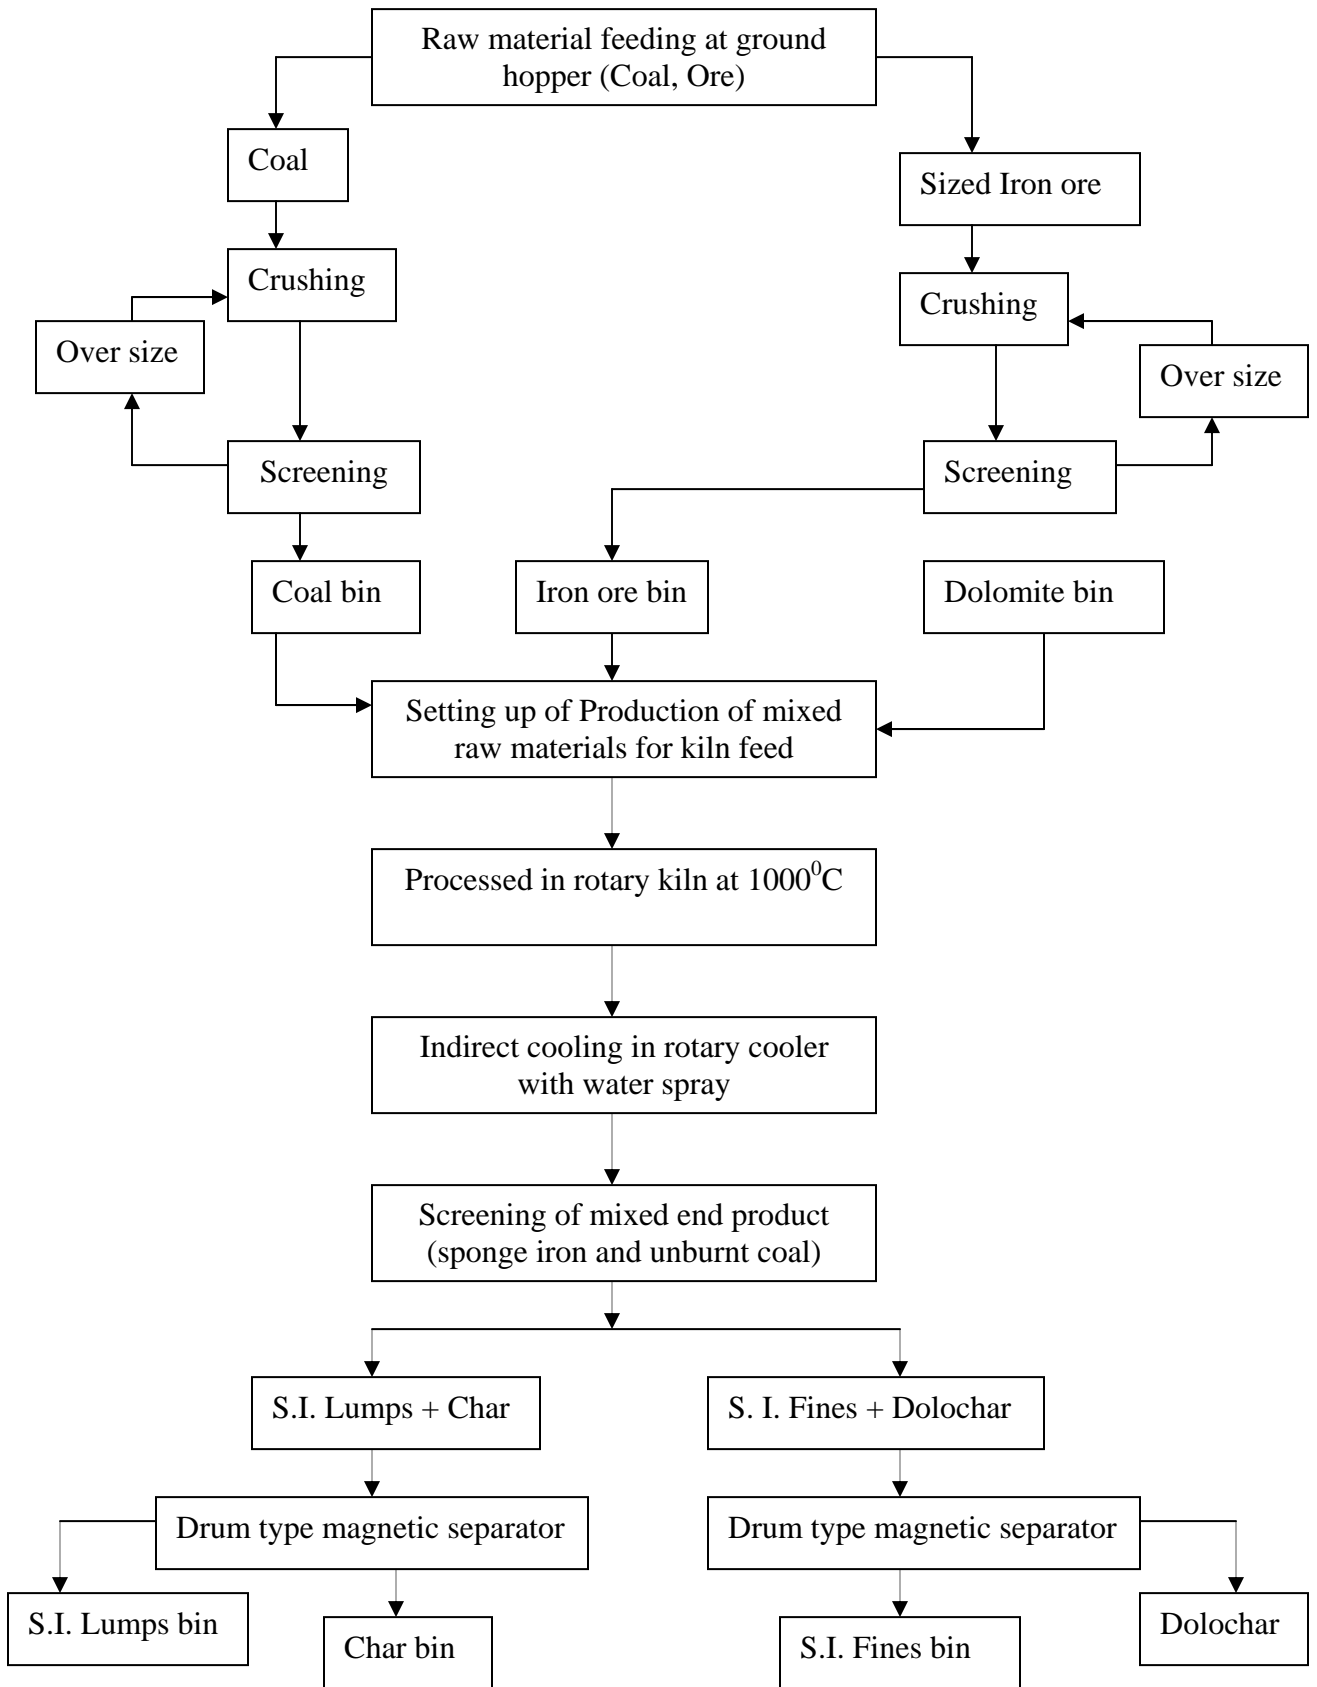 Raw material feeding at ground
hopper (Coal, Ore)
Coal
Sized Iron ore
Crushing
Crushing
Over size
Over size
Screening
Screening
Coal bin
Iron ore bin
Dolomite bin
Setting up of Production of mixed
raw materials for kiln feed
Processed in rotary kiln at 1000⁰C
Indirect cooling in rotary cooler
with water spray
Screening of mixed end product
(sponge iron and unburnt coal)
S.I. Lumps + Char
S. I. Fines + Dolochar
Drum type magnetic separator
Drum type magnetic separator
S.I. Lumps bin
Char bin
S.I. Fines bin
Dolochar